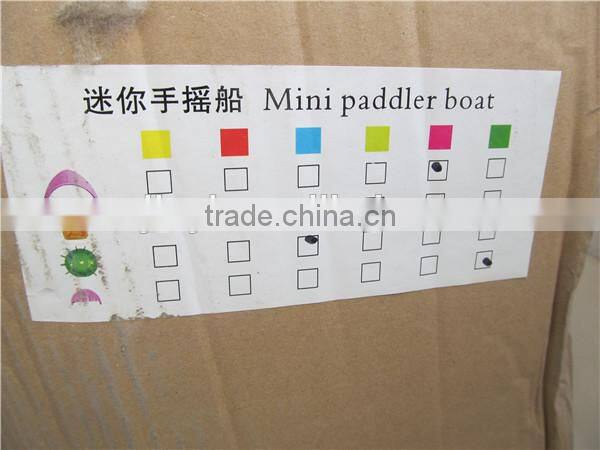 迷你手摇船 Mini paddler boat
trade.china.cn